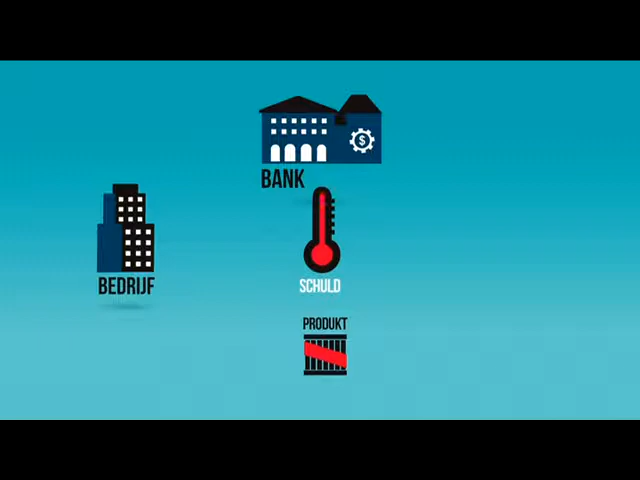 BANK
BEDRIJF
SCHULD
PRODUKT
$